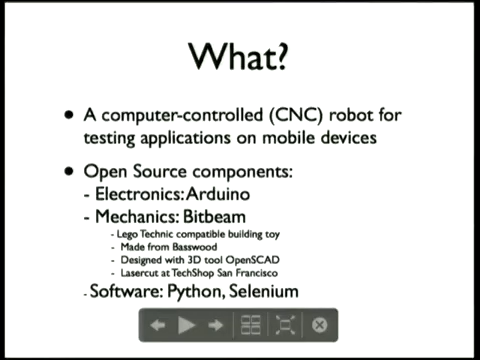 What?
• A computer-controlled (CNC) robot for
testing applications on mobile devices
• Open Source components:
- Electronics: Arduino
- Mechanics: Bitbeam
- Lego Technic compatible building toy
- Made from Basswood
- Designed with 3D tool OpenSCAD
- Lasercut at TechShop San Francisco
- Software: Python, Selenium